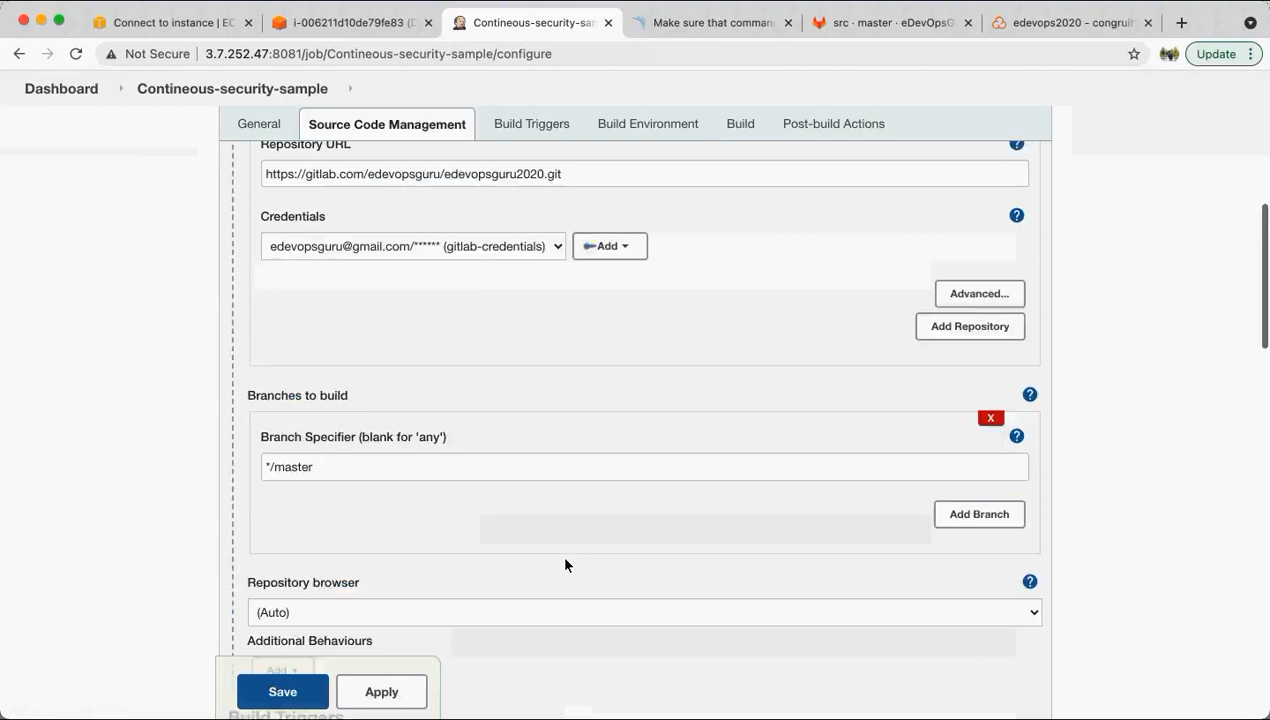 Connect to instance | EC
i-006211d10de79fe83 (D
Contineous-security-sam
Make sure that comman
src · master · eDevOpsG
edevops2020 - congruit
Not Secure
3.7.252.47:8081/job/Contineous-security-sample/configure
Update
Dashboard
Contineous-security-sample
General
Source Code Management
Build Triggers
Build Environment
Build
Post-build Actions
Repository URL
https://gitlab.com/edevopsguru/edevopsguru2020.git
Credentials
edevopsguru@gmail.com/****** (gitlab-credentials)
Add
Advanced...
Add Repository
Branches to build
X
Branch Specifier (blank for 'any')
*/master
Add Branch
Repository browser
(Auto)
Additional Behaviours
Add
Save
Apply
Build Triggers